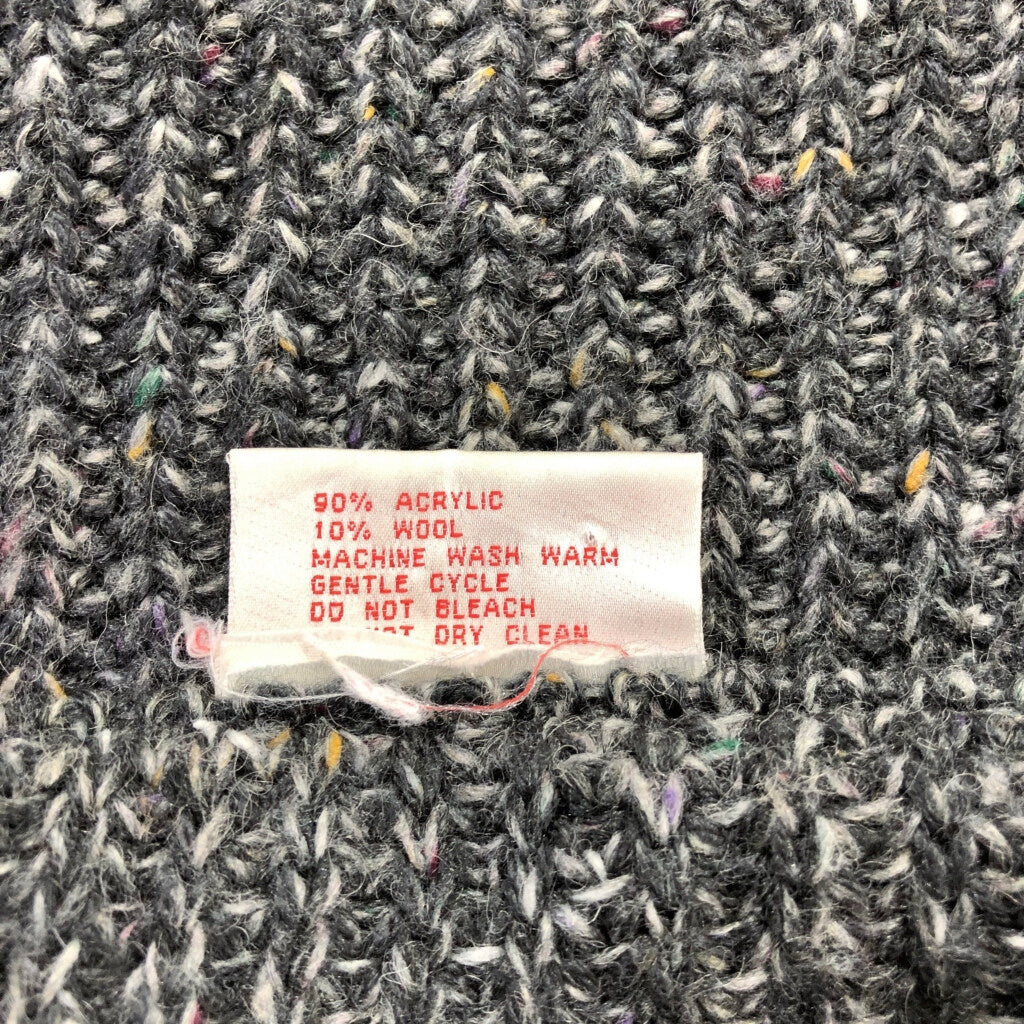 90% ACRYLIC
10% WOOL
MACHINE WASH WARM
GENTLE CYCLE
DO NOT BLEACH
NOT DRY CLEAN